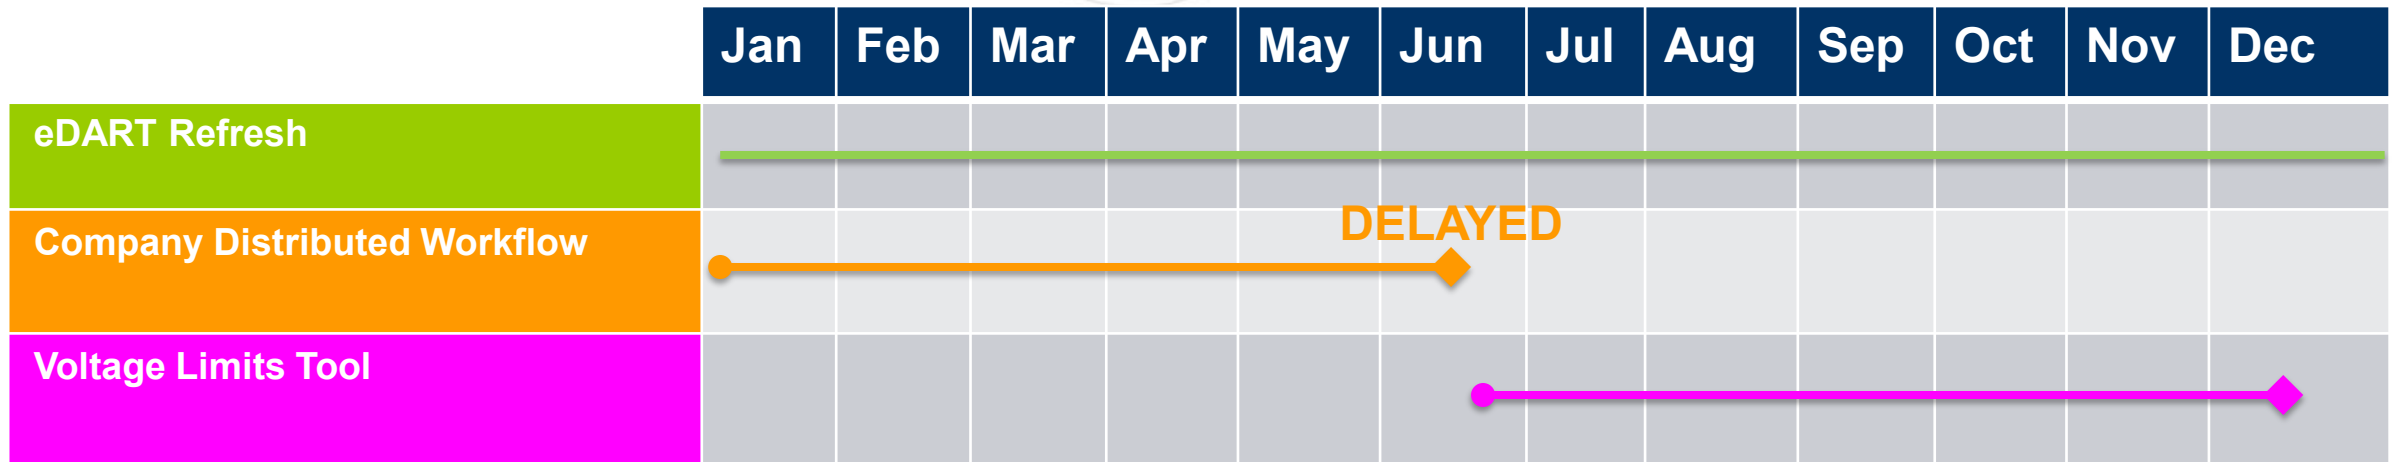 Jan Feb Mar Apr May Jun Jul Aug Sep Oct Nov Dec
eDART Refresh
DELAYED
Company Distributed Workflow
Voltage Limits Tool